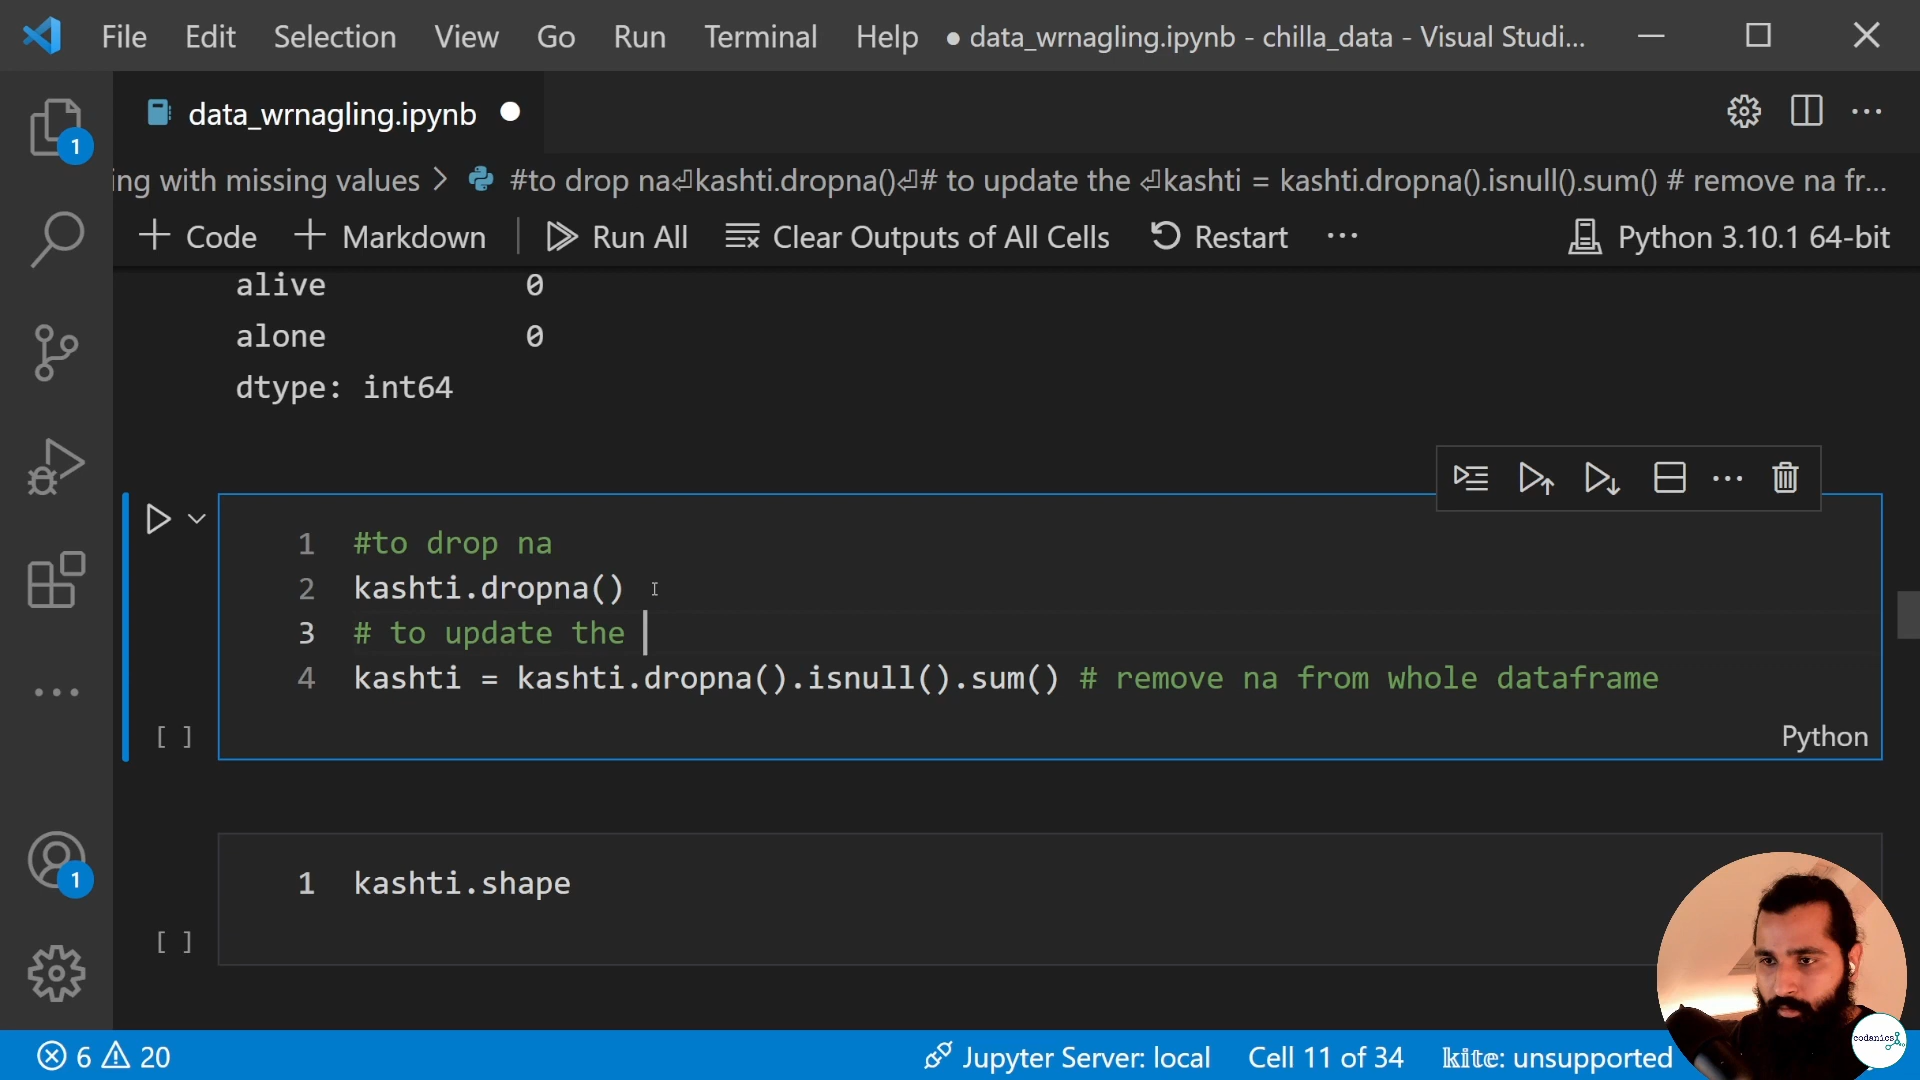 File Edit Selection View Go Run Terminal Help ● data_wrnagling.ipynb - chilla_data - Visual Studi...
data_wrnagling.ipynb
1
ing with missing values > #to drop na⏎kashti.dropna()⏎# to update the ⏎kashti = kashti.dropna().isnull().sum() # remove na fr...
+ Code + Markdown Run All Clear Outputs of All Cells Restart ... Python 3.10.1 64-bit
alive 0
alone 0
dtype: int64
1 #to drop na
2 kashti.dropna()
3 # to update the
4 kashti = kashti.dropna().isnull().sum() # remove na from whole dataframe
[ ] Python
1 kashti.shape
1
[ ]
codanics
6 20 Jupyter Server: local Cell 11 of 34 kite: unsupported